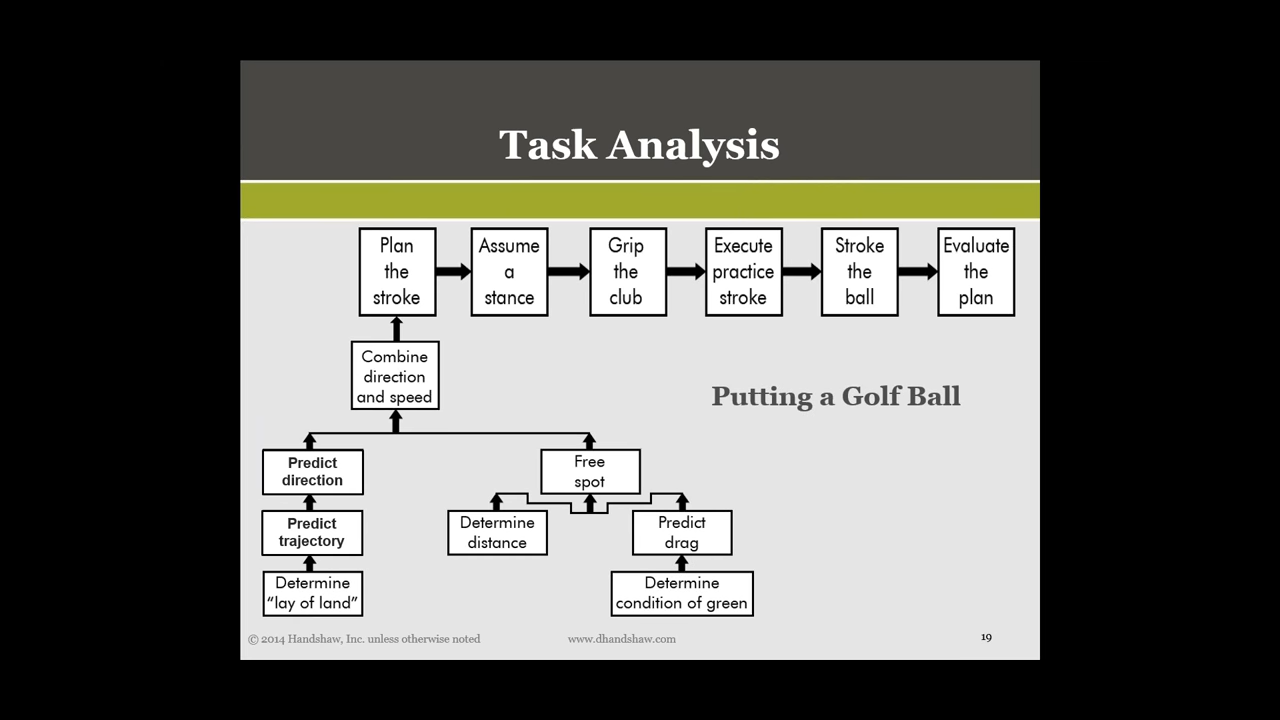 Task Analysis
Plan
the
stroke
Assume
a
stance
Grip
the
club
Execute
practice
stroke
Stroke
the
ball
Evaluate
the
plan
Combine
direction
and speed
Putting a Golf Ball
Predict
direction
Free
spot
Predict
trajectory
Determine
distance
Predict
drag
Determine
“lay of land”
Determine
condition of green
© 2014 Handshaw, Inc. unless otherwise noted
www.dhandshaw.com
19